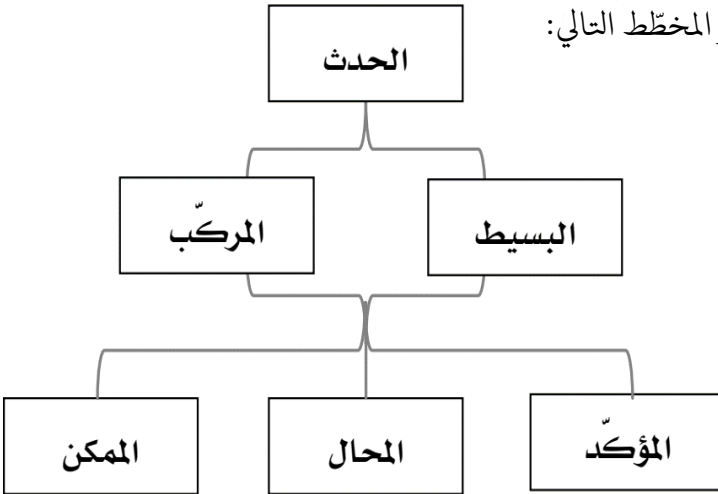 المخطّط التالي:
الحدث
البسيط
المركّب
المؤكّد
المحال
الممكن